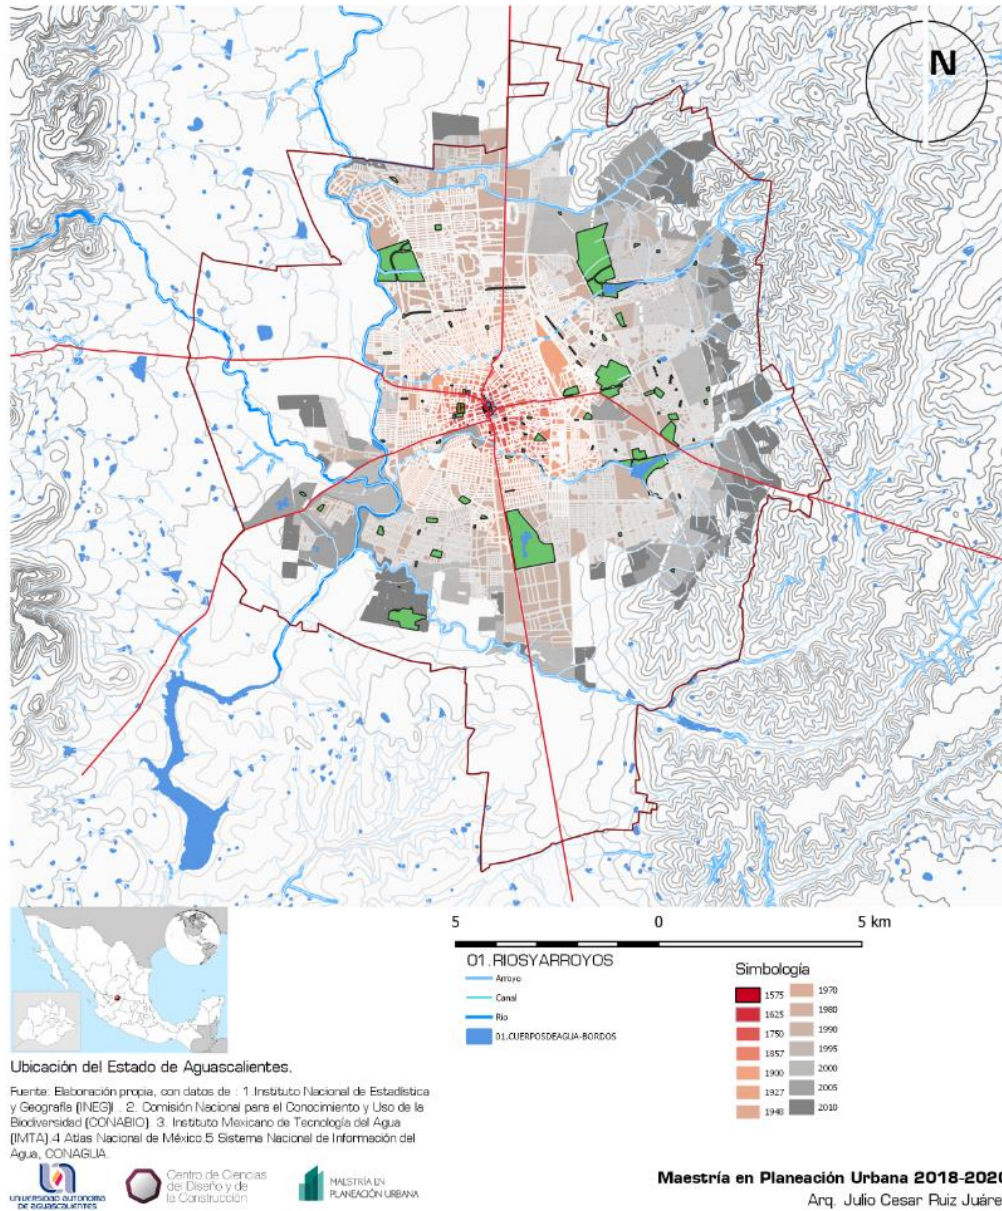 N
5 0 5 km
01.RIOSYARROYOS
Arroyo
Canal
Rio
01.CUERPOSDEAGUA-BORDOS
Simbología
1575
1625
1750
1857
1900
1927
1948
1970
1980
1990
1995
2000
2005
2010
Ubicación del Estado de Aguascalientes.
Fuente: Elaboración propia, con datos de : 1.Instituto Nacional de Estadística
y Geografía (INEG)I . 2. Comisión Nacional para el Conocimiento y Uso de la
Biodiversidad (CONABIO) 3. Instituto Mexicano de Tecnología del Agua
(IMTA).4 Atlas Nacional de México.5 Sistema Nacional de Información del
Agua, CONAGUA.
UNIVERSIDAD AUTONOMA
DE AGUASCALIENTES
Centro de Ciencias
del Diseño y de
la Construcción
MAESTRÍA EN
PLANEACIÓN URBANA
Maestría en Planeación Urbana 2018-2020
Arq. Julio Cesar Ruiz Juáre